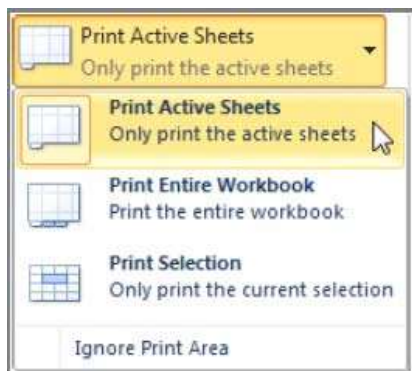 Print Active Sheets
Only print the active sheets
Print Active Sheets
Only print the active sheets
Print Entire Workbook
Print the entire workbook
Print Selection
Only print the current selection
Ignore Print Area